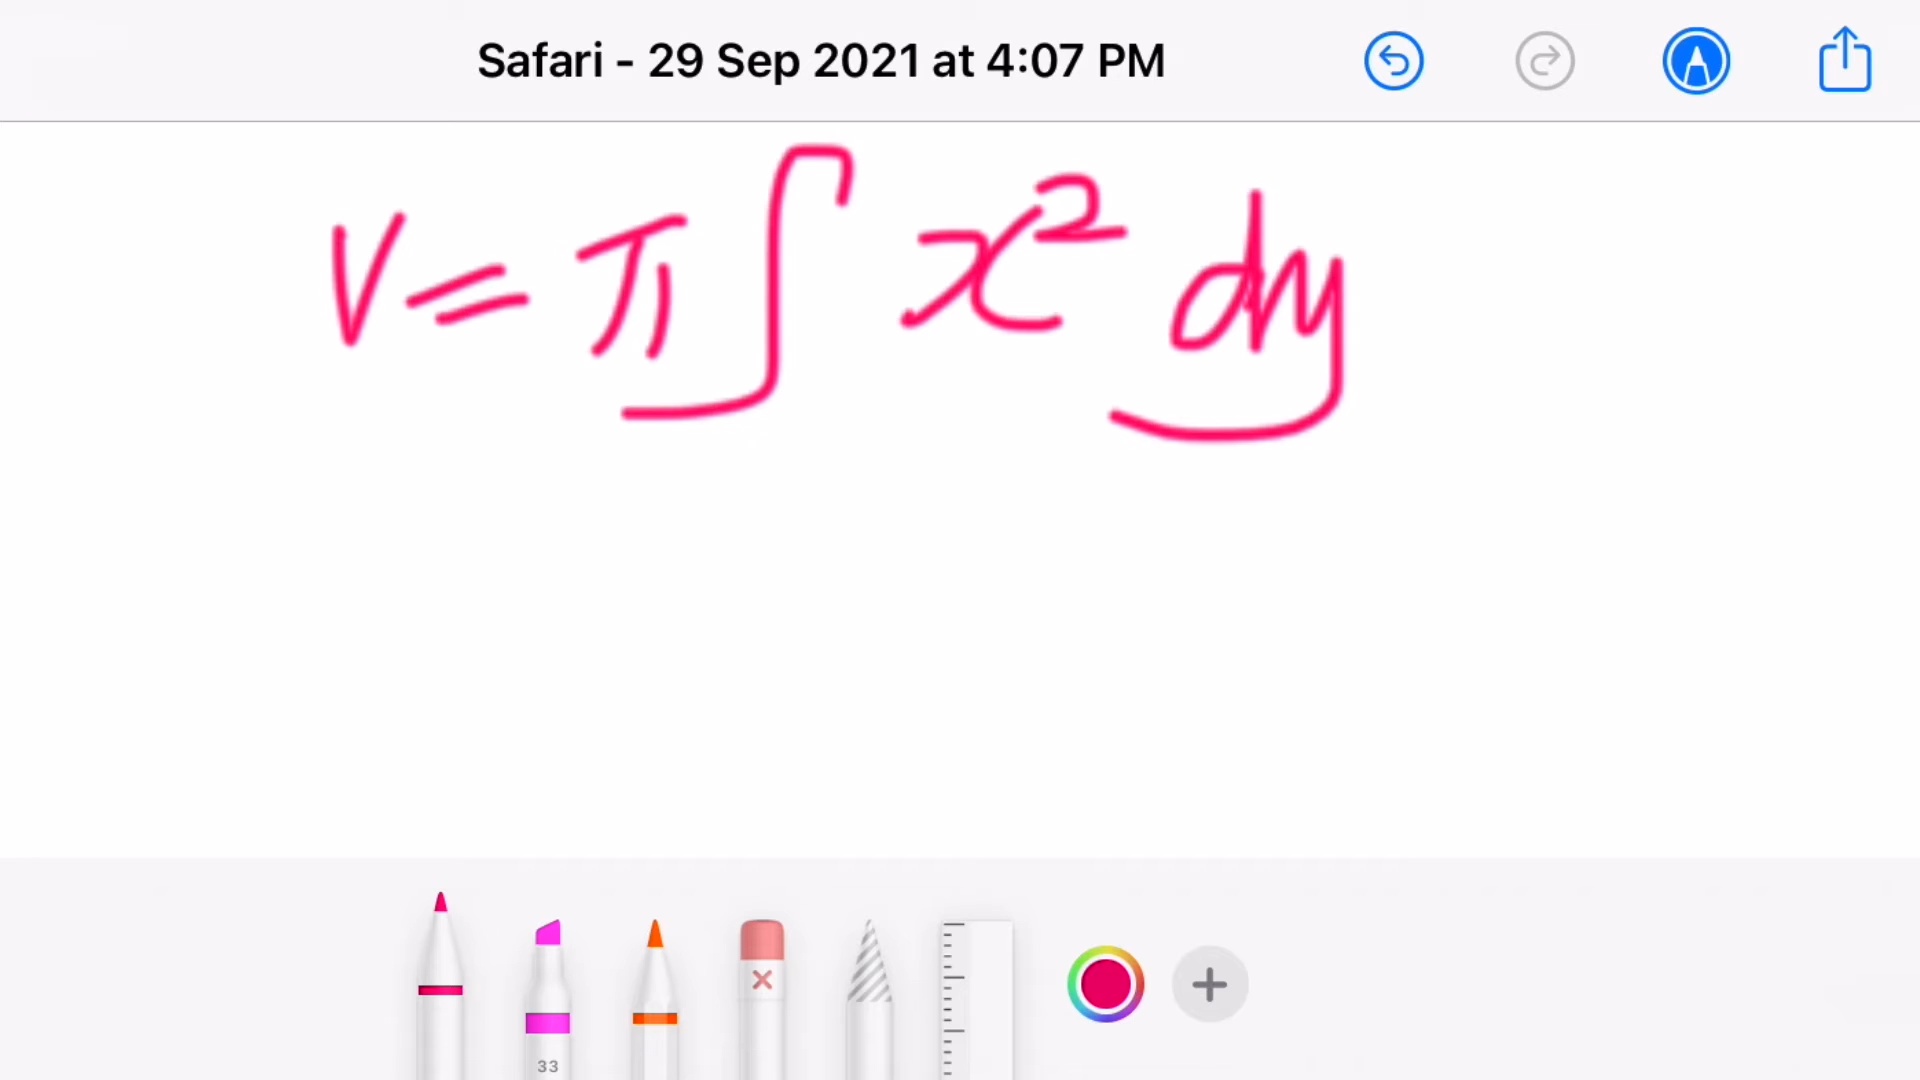 Safari - 29 Sep 2021 at 4:07 PM
V = π ∫ x² dy
33